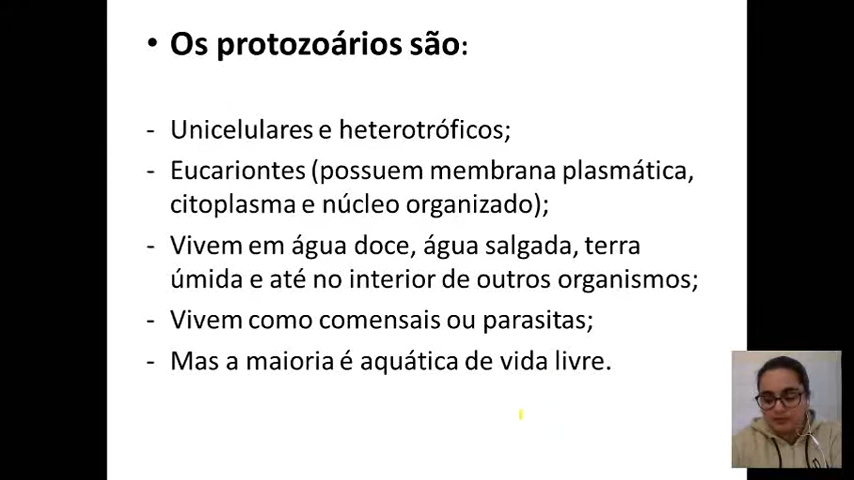 • Os protozoários são:
- Unicelulares e heterotróficos;
- Eucariontes (possuem membrana plasmática,
citoplasma e núcleo organizado);
- Vivem em água doce, água salgada, terra
úmida e até no interior de outros organismos;
- Vivem como comensais ou parasitas;
- Mas a maioria é aquática de vida livre.